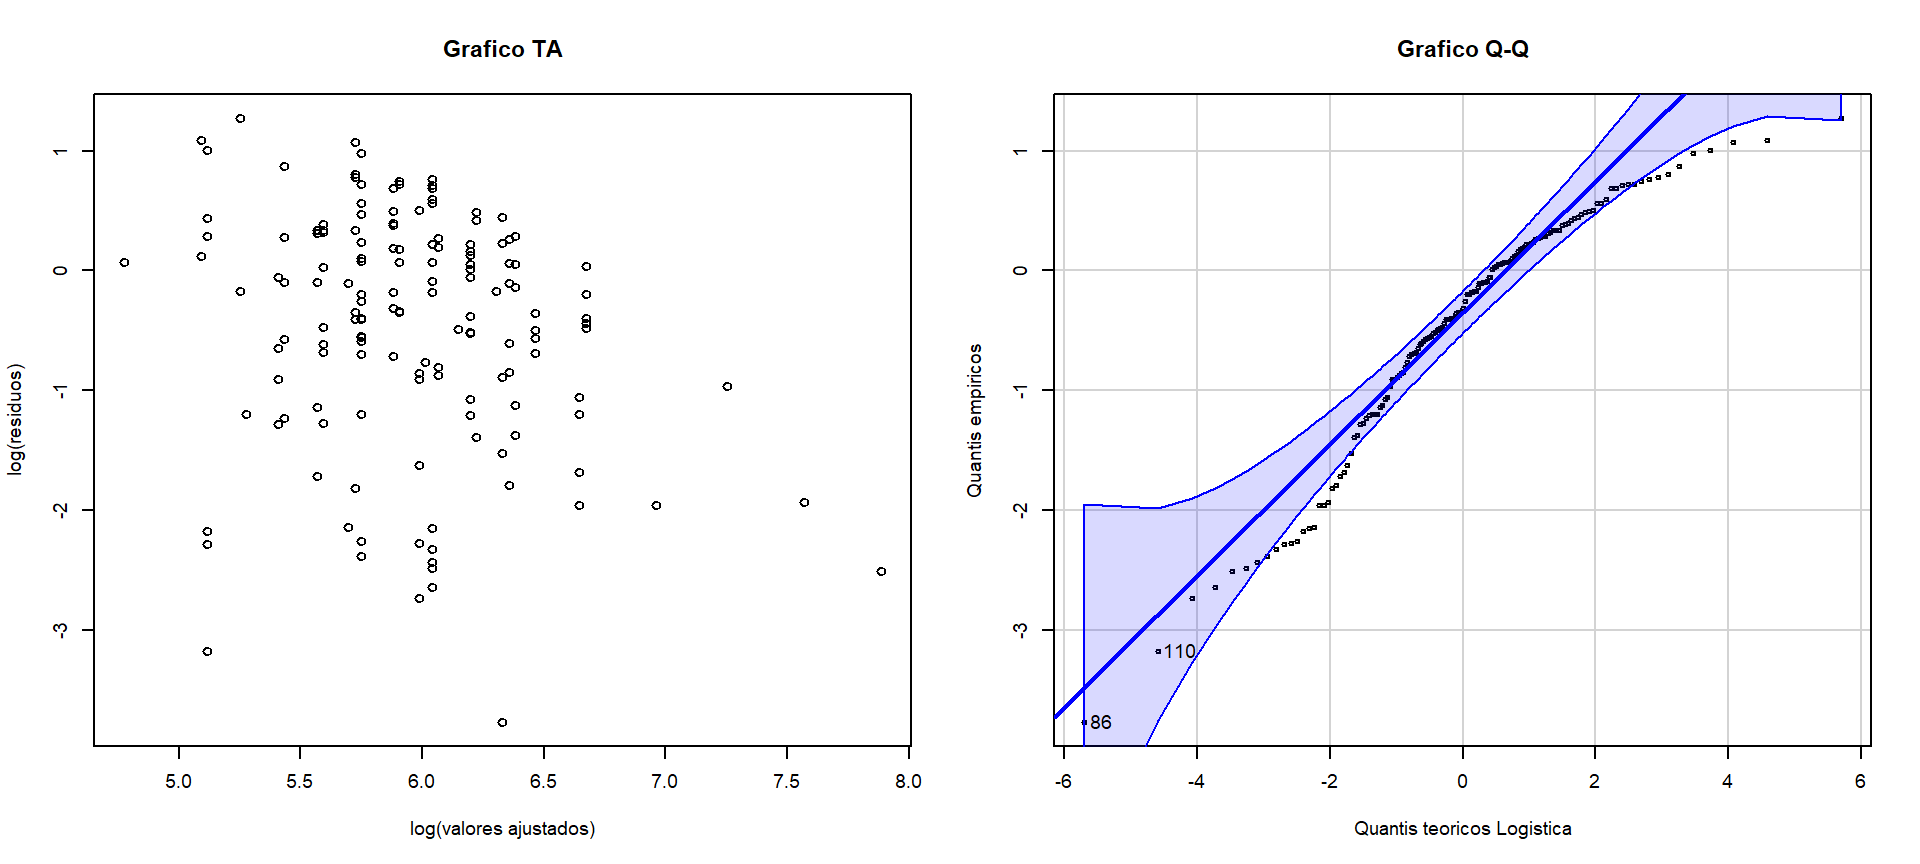 Grafico TA
log(residuos)
1
0
-1
-2
-3
5.0 5.5 6.0 6.5 7.0 7.5 8.0
log(valores ajustados)
Grafico Q-Q
Quantis empiricos
1
0
-1
-2
-3
110
86
-6 -4 -2 0 2 4 6
Quantis teoricos Logistica